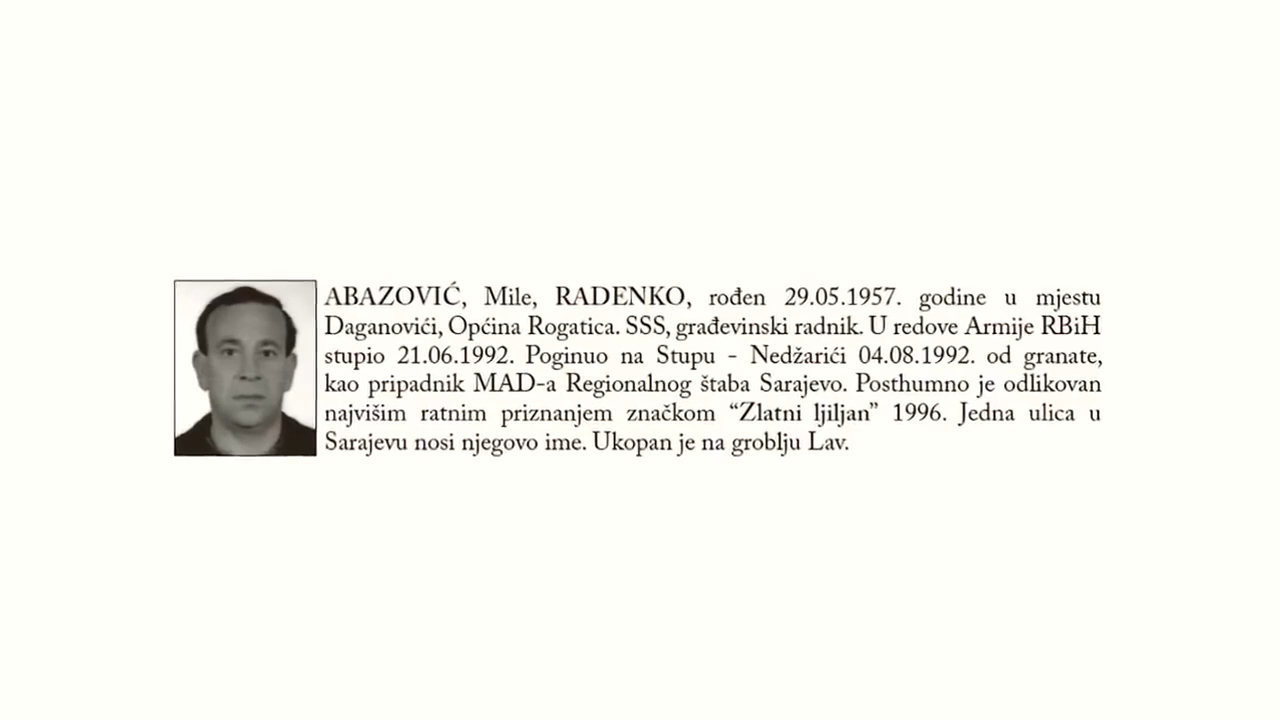 ABAZOVIĆ, Mile, RADENKO, rođen 29.05.1957. godine u mjestu
Daganovići, Općina Rogatica. SSS, građevinski radnik. U redove Armije RBiH
stupio 21.06.1992. Poginuo na Stupu - Nedžarići 04.08.1992. od granate,
kao pripadnik MAD-a Regionalnog štaba Sarajevo. Posthumno je odlikovan
najvišim ratnim priznanjem značkom “Zlatni ljiljan” 1996. Jedna ulica u
Sarajevu nosi njegovo ime. Ukopan je na groblju Lav.